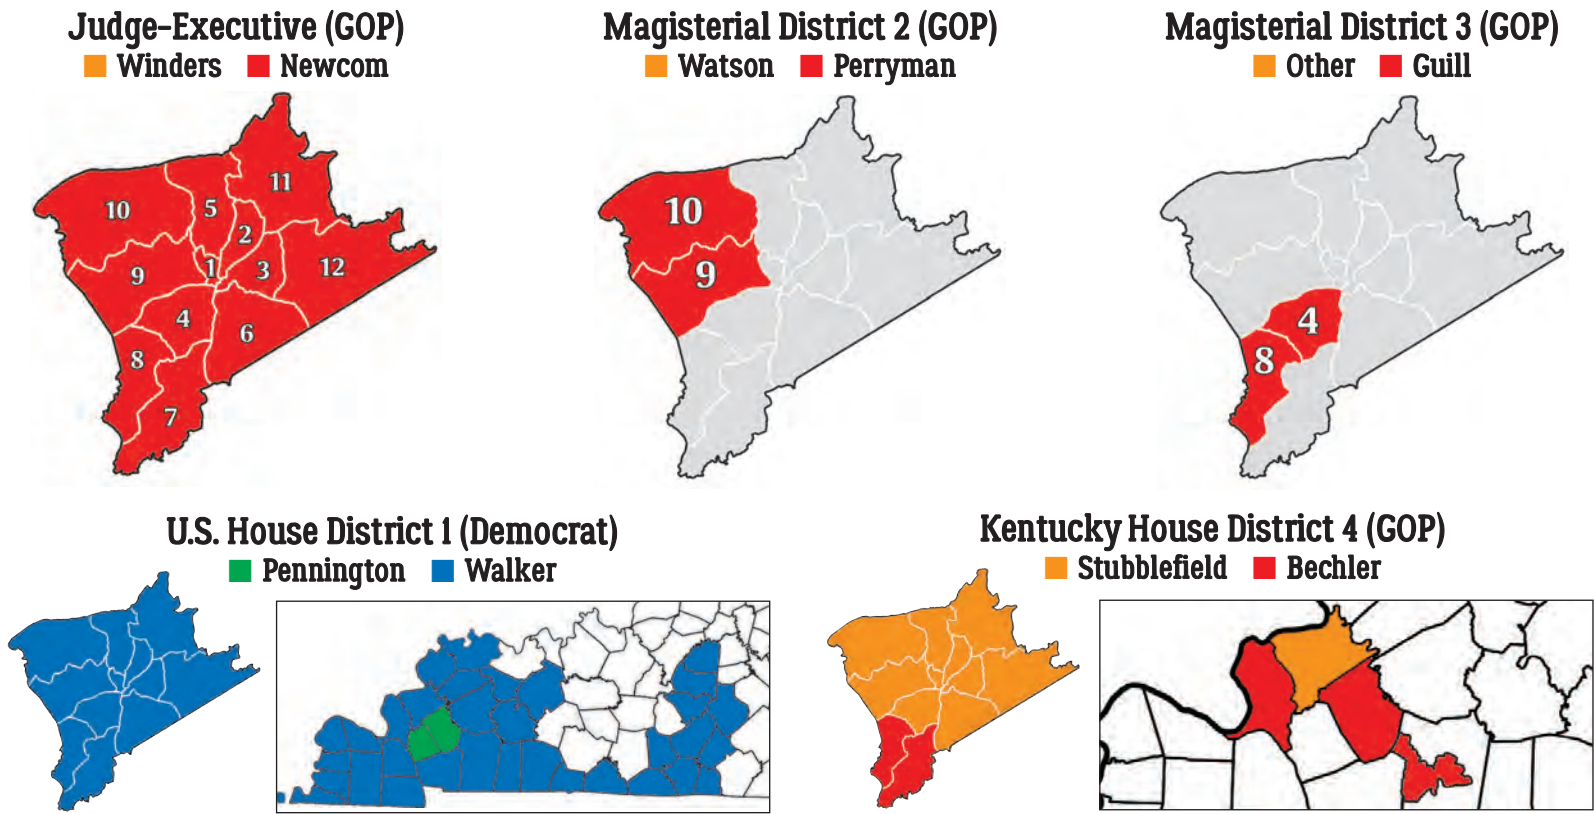 Judge-Executive (GOP)
Winders Newcom
11
10
5
2
1
3
12
9
4
6
8
7
Magisterial District 2 (GOP)
Watson Perryman
10
9
Magisterial District 3 (GOP)
Other Guill
4
8
U.S. House District 1 (Democrat)
Pennington Walker
Kentucky House District 4 (GOP)
Stubblefield Bechler